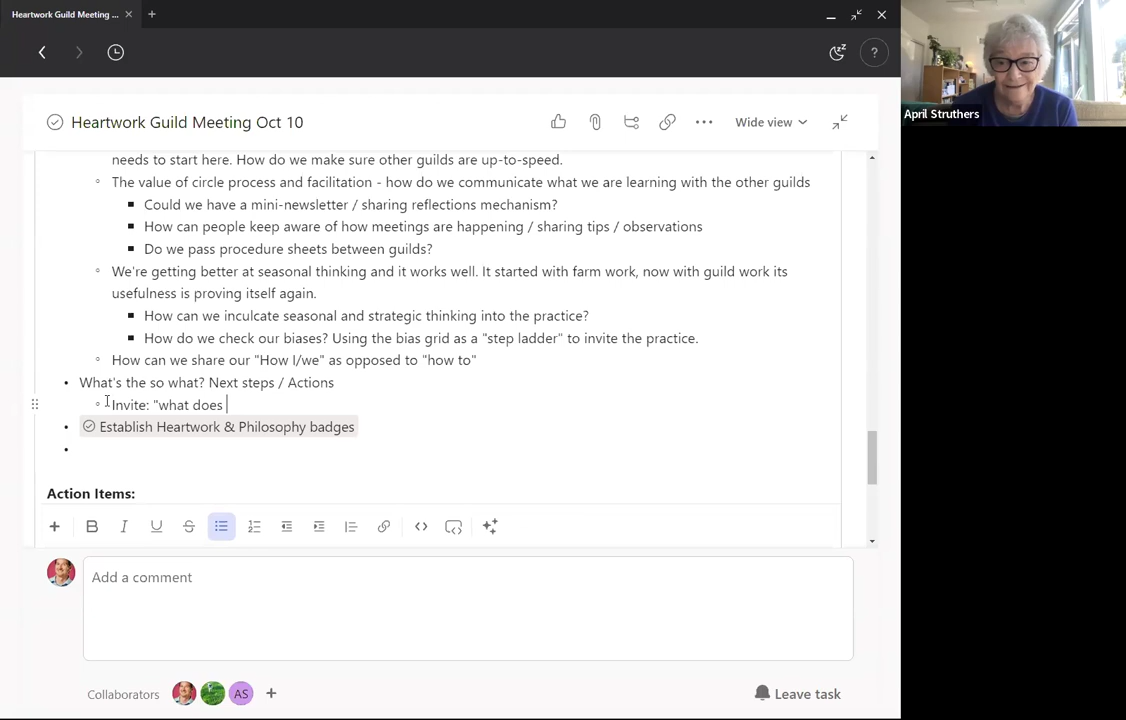 Heartwork Guild Meeting ...
Heartwork Guild Meeting Oct 10
Wide view
needs to start here. How do we make sure other guilds are up-to-speed.
The value of circle process and facilitation - how do we communicate what we are learning with the other guilds
Could we have a mini-newsletter / sharing reflections mechanism?
How can people keep aware of how meetings are happening / sharing tips / observations
Do we pass procedure sheets between guilds?
We're getting better at seasonal thinking and it works well. It started with farm work, now with guild work its
usefulness is proving itself again.
How can we inculcate seasonal and strategic thinking into the practice?
How do we check our biases? Using the bias grid as a "step ladder" to invite the practice.
How can we share our "How I/we" as opposed to "how to"
What's the so what? Next steps / Actions
Invite: "what does
Establish Heartwork & Philosophy badges
Action Items:
Add a comment
Collaborators
AS
Leave task
April Struthers